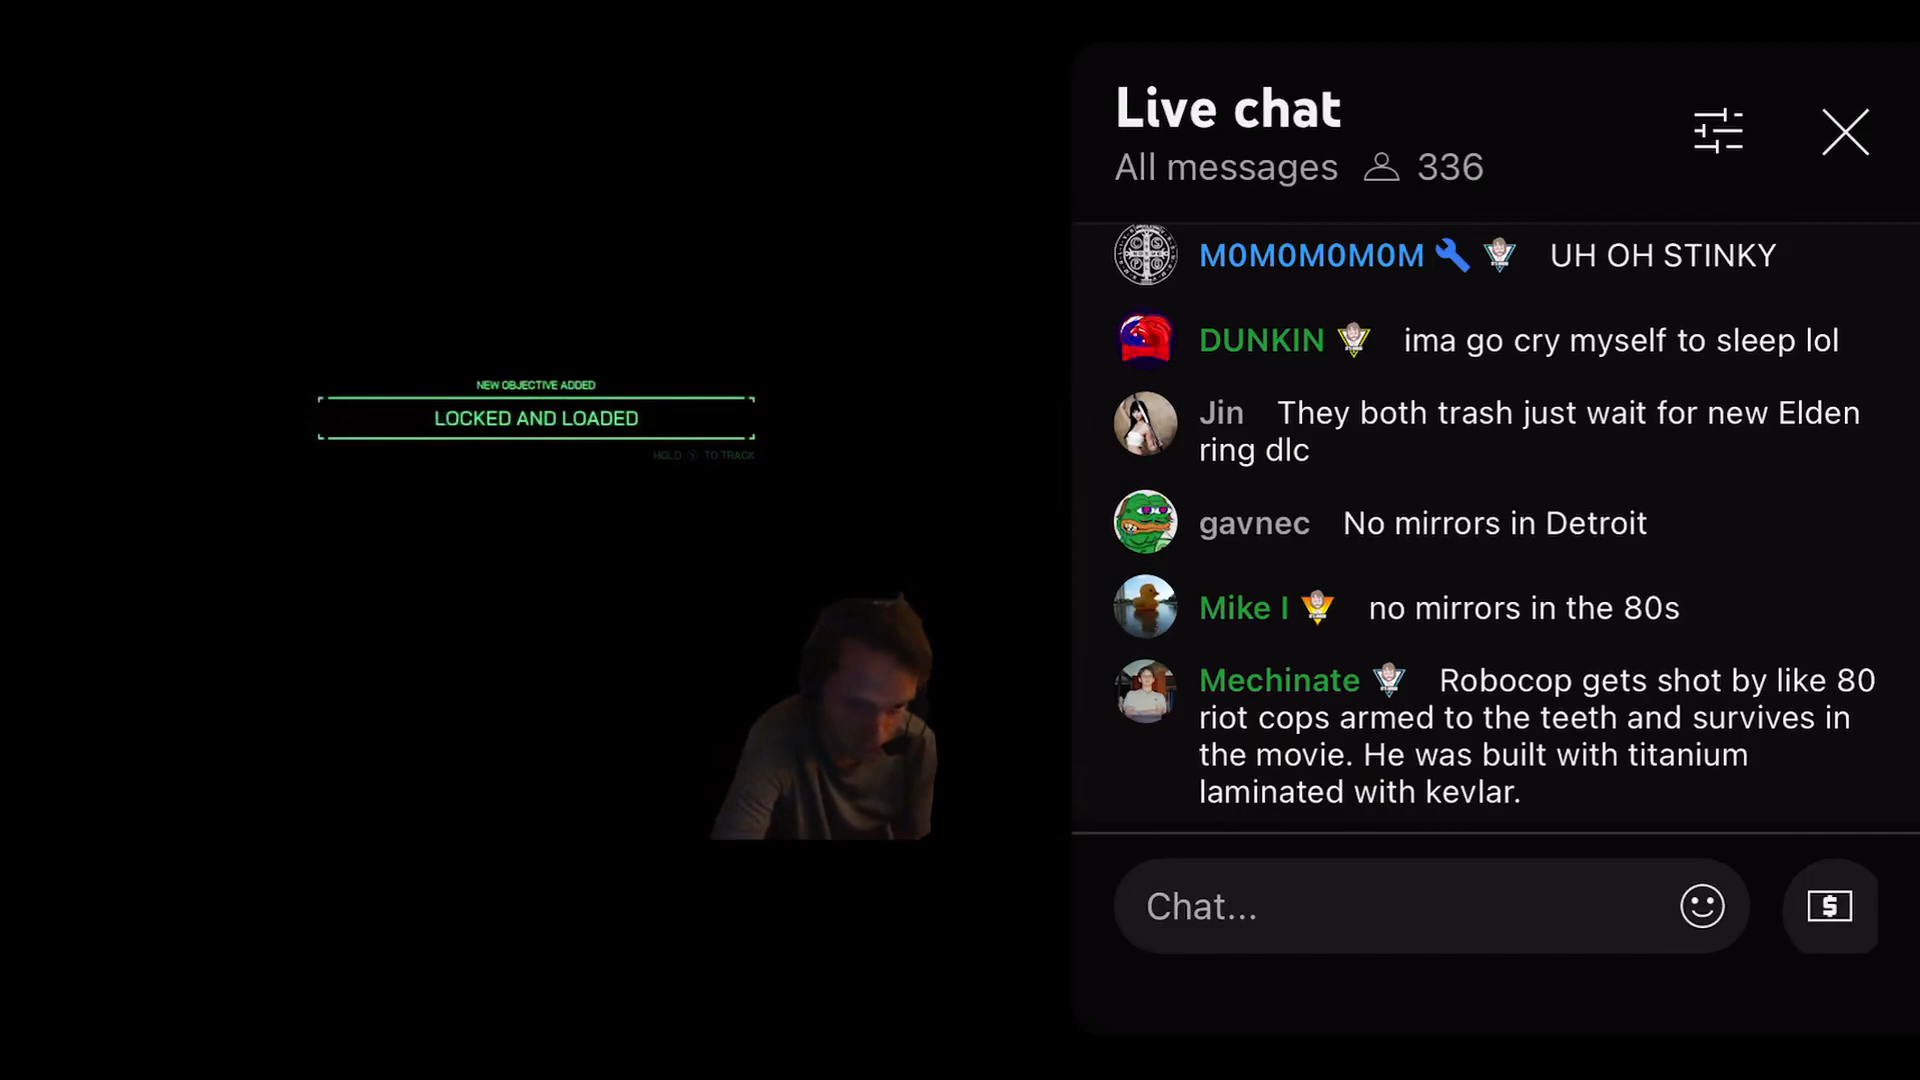 NEW OBJECTIVE ADDED
LOCKED AND LOADED
HOLD Y TO TRACK
Live chat
All messages 336
M0M0M0M0M UH OH STINKY
DUNKIN ima go cry myself to sleep lol
Jin They both trash just wait for new Elden
ring dlc
gavnec No mirrors in Detroit
Mike I no mirrors in the 80s
Mechinate Robocop gets shot by like 80
riot cops armed to the teeth and survives in
the movie. He was built with titanium
laminated with kevlar.
Chat...
$